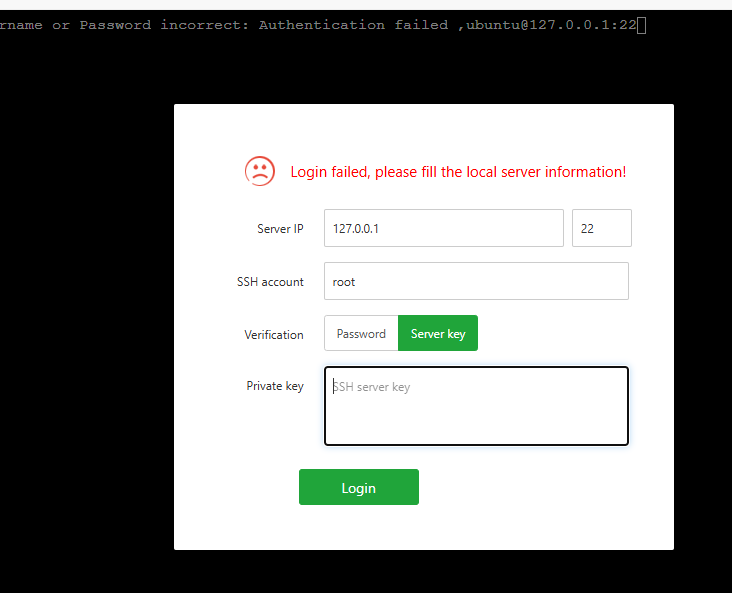 rname or Password incorrect: Authentication failed ,ubuntu@127.0.0.1:22
Login failed, please fill the local server information!
Server IP 127.0.0.1 22
SSH account root
Verification Password Server key
Private key SSH server key
Login